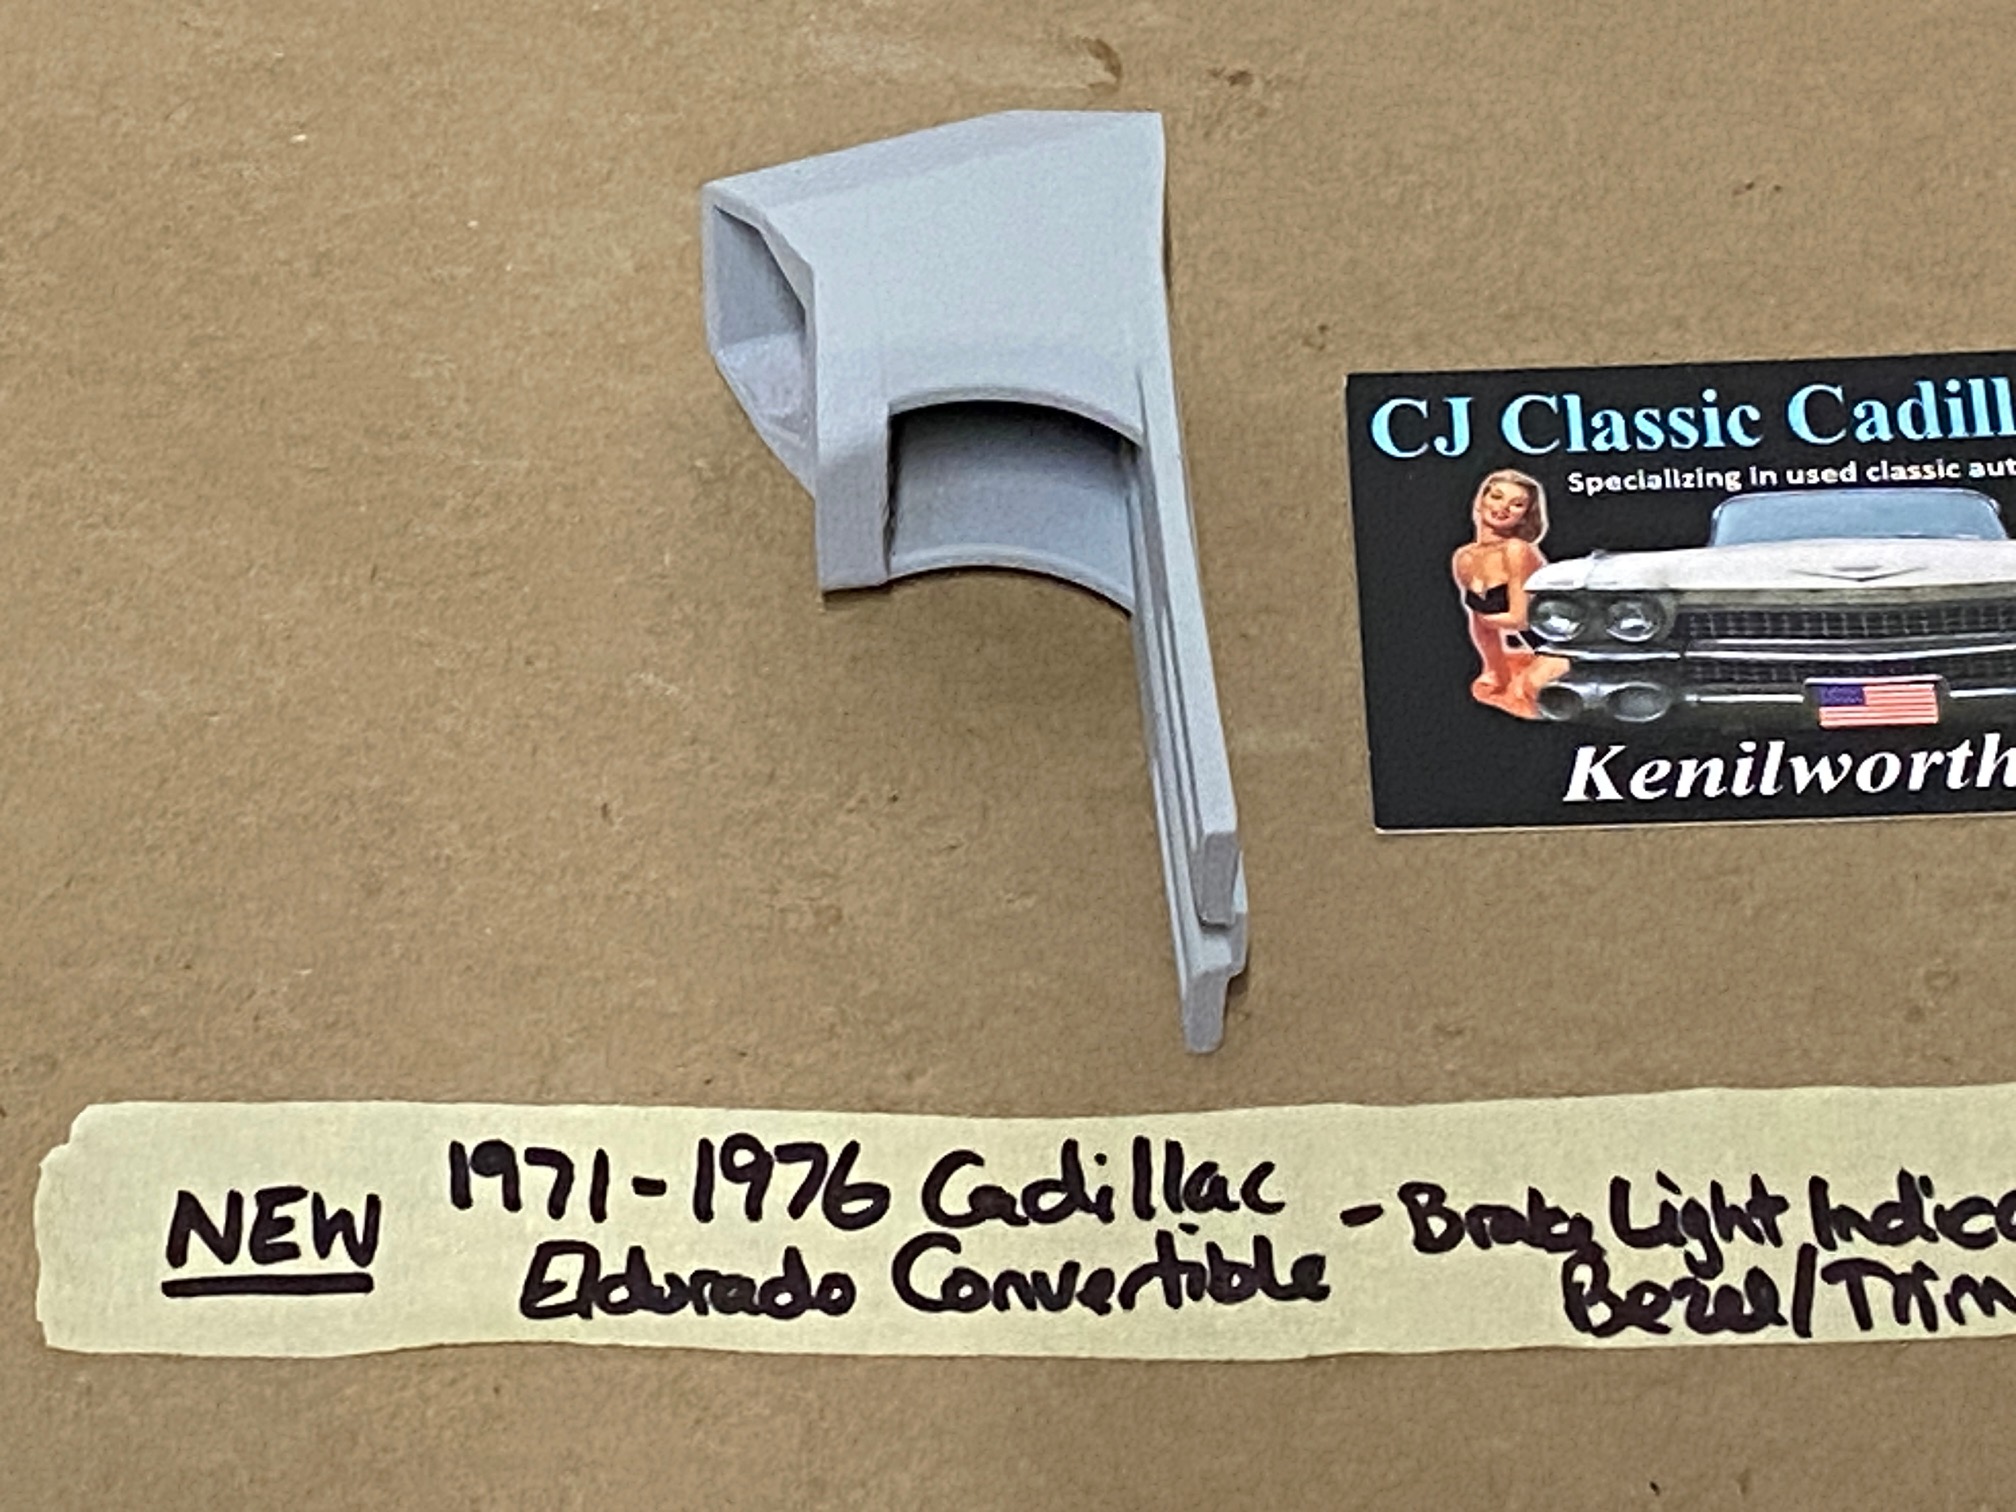 CJ Classic Cadill
Specializing in used classic aut
Kenilworth
NEW
1971-1976 Cadillac
Eldorado Convertible
- Brake Light Indica
Bezel/Trim